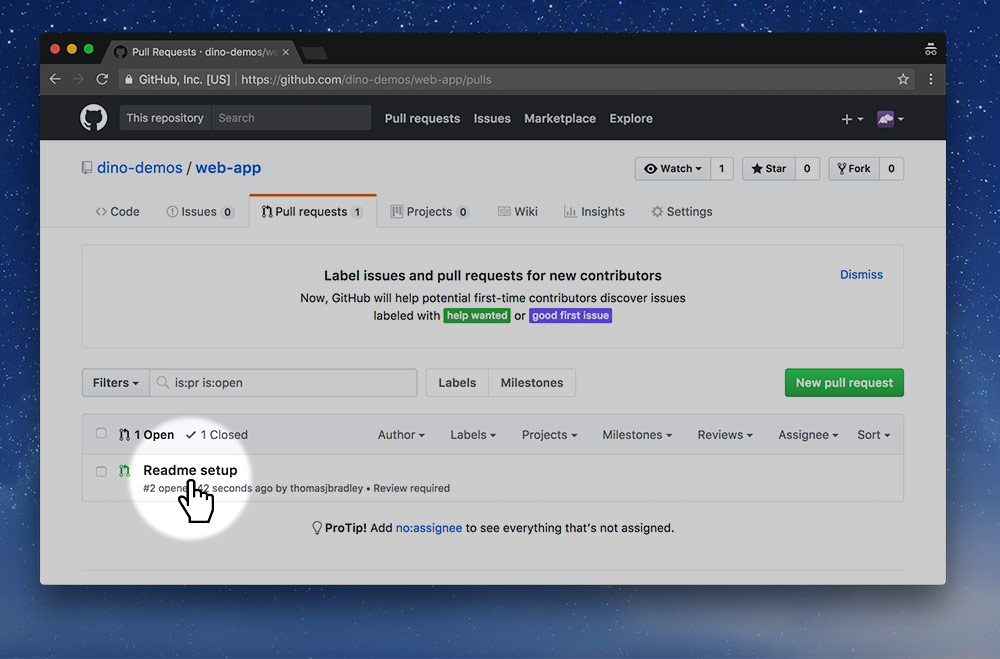 Pull Requests · dino-demos/we
GitHub, Inc. [US] https://github.com/dino-demos/web-app/pulls
This repository Search Pull requests Issues Marketplace Explore
dino-demos / web-app Watch 1 Star 0 Fork 0
Code Issues 0 Pull requests 1 Projects 0 Wiki Insights Settings
Label issues and pull requests for new contributors Dismiss
Now, GitHub will help potential first-time contributors discover issues
labeled with help wanted or good first issue
Filters is:pr is:open Labels Milestones New pull request
1 Open 1 Closed Author Labels Projects Milestones Reviews Assignee Sort
Readme setup
#2 opene 42 seconds ago by thomasjbradley • Review required
ProTip! Add no:assignee to see everything that’s not assigned.